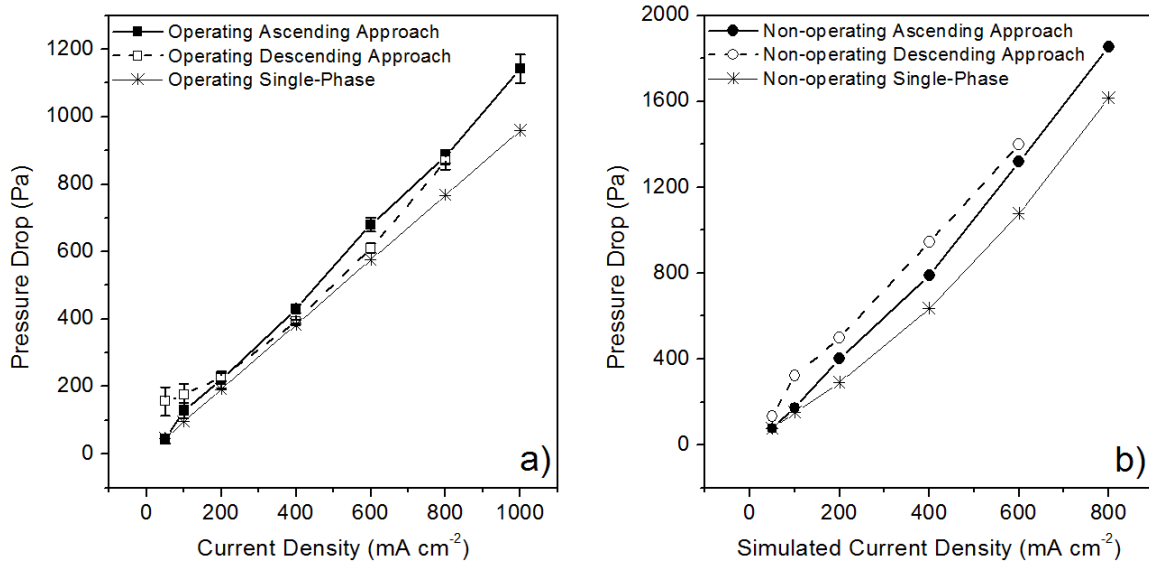 Operating Ascending Approach
Operating Descending Approach
Operating Single-Phase
1200
1000
800
600
400
200
0
Pressure Drop (Pa)
0 200 400 600 800 1000
Current Density (mA cm⁻²)
a)
Non-operating Ascending Approach
Non-operating Descending Approach
Non-operating Single-Phase
2000
1600
1200
800
400
0
Pressure Drop (Pa)
0 200 400 600 800
Simulated Current Density (mA cm⁻²)
b)